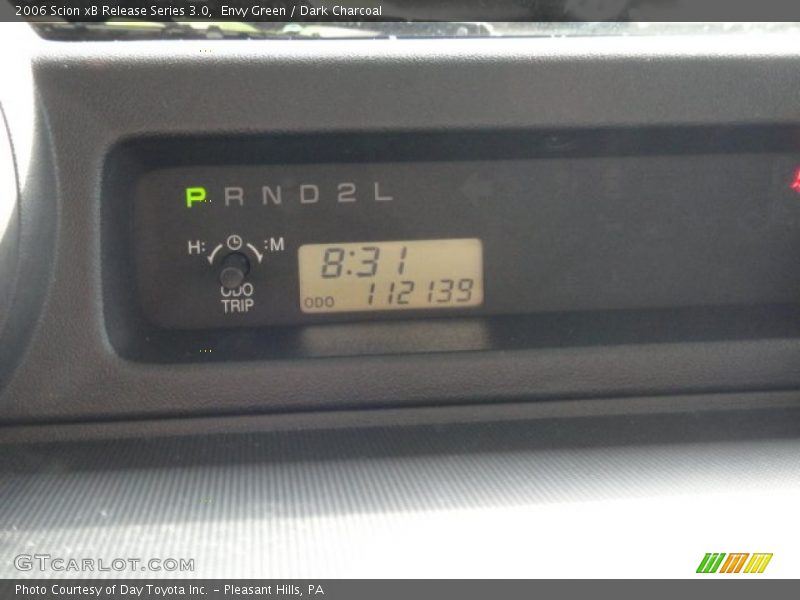 2006 Scion xB Release Series 3.0, Envy Green / Dark Charcoal
P R N D 2 L
H: :M
ODO
TRIP
8:31
ODO 112139
GTCARLOT.COM
Photo Courtesy of Day Toyota Inc. - Pleasant Hills, PA